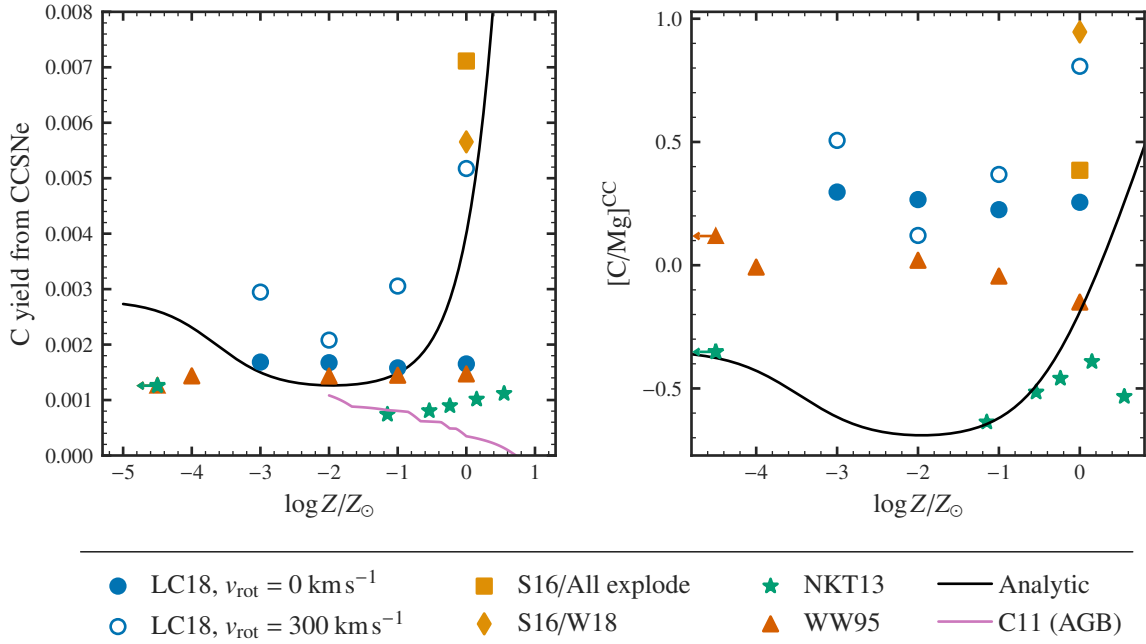 0.008
0.007
0.006
0.005
0.004
0.003
0.002
0.001
0.000
C yield from CCSNe
−5 −4 −3 −2 −1 0 1
log Z/Z⊙
1.0
0.5
0.0
−0.5
[C/Mg]^CC
−4 −3 −2 −1 0
log Z/Z⊙
LC18, v_rot = 0 km s⁻¹
LC18, v_rot = 300 km s⁻¹
S16/All explode
S16/W18
NKT13
WW95
Analytic
C11 (AGB)